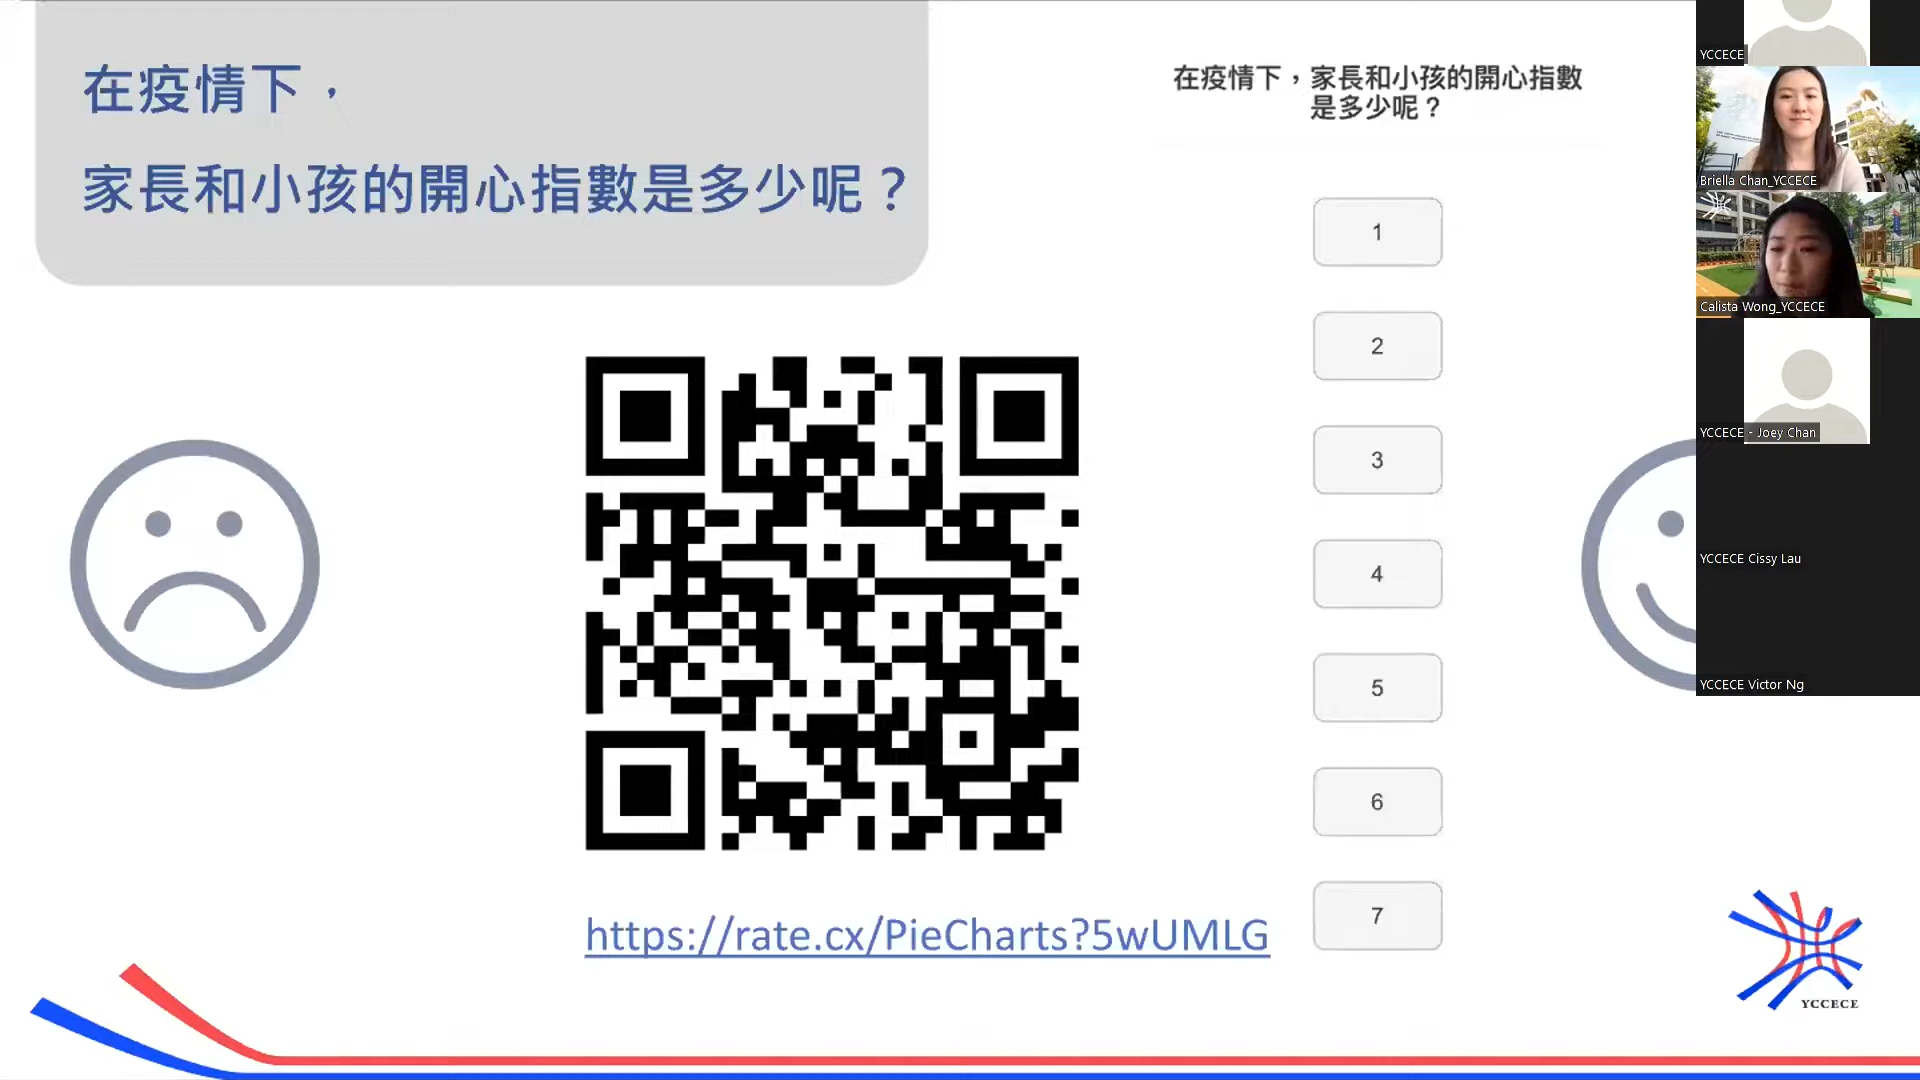 在疫情下，
家長和小孩的開心指數是多少呢？
在疫情下，家長和小孩的開心指數
是多少呢？
1
2
3
4
5
6
7
https://rate.cx/PieCharts?5wUMLG
YCCECE
YCCECE
Briella Chan_YCCECE
Calista Wong_YCCECE
YCCECE - Joey Chan
YCCECE Cissy Lau
YCCECE Victor Ng